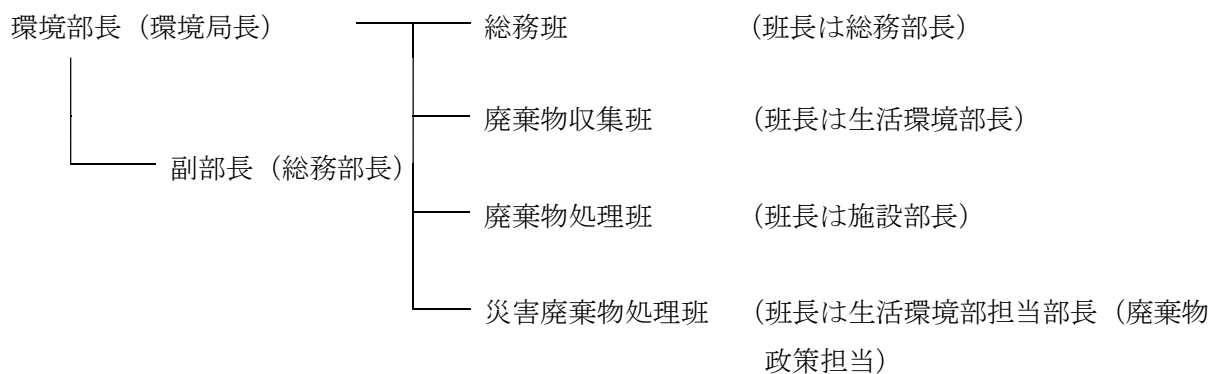 環境部長（環境局長） 総務班 （班長は総務部長）
廃棄物収集班 （班長は生活環境部長）
副部長（総務部長）
廃棄物処理班 （班長は施設部長）
災害廃棄物処理班 （班長は生活環境部担当部長（廃棄物
政策担当）